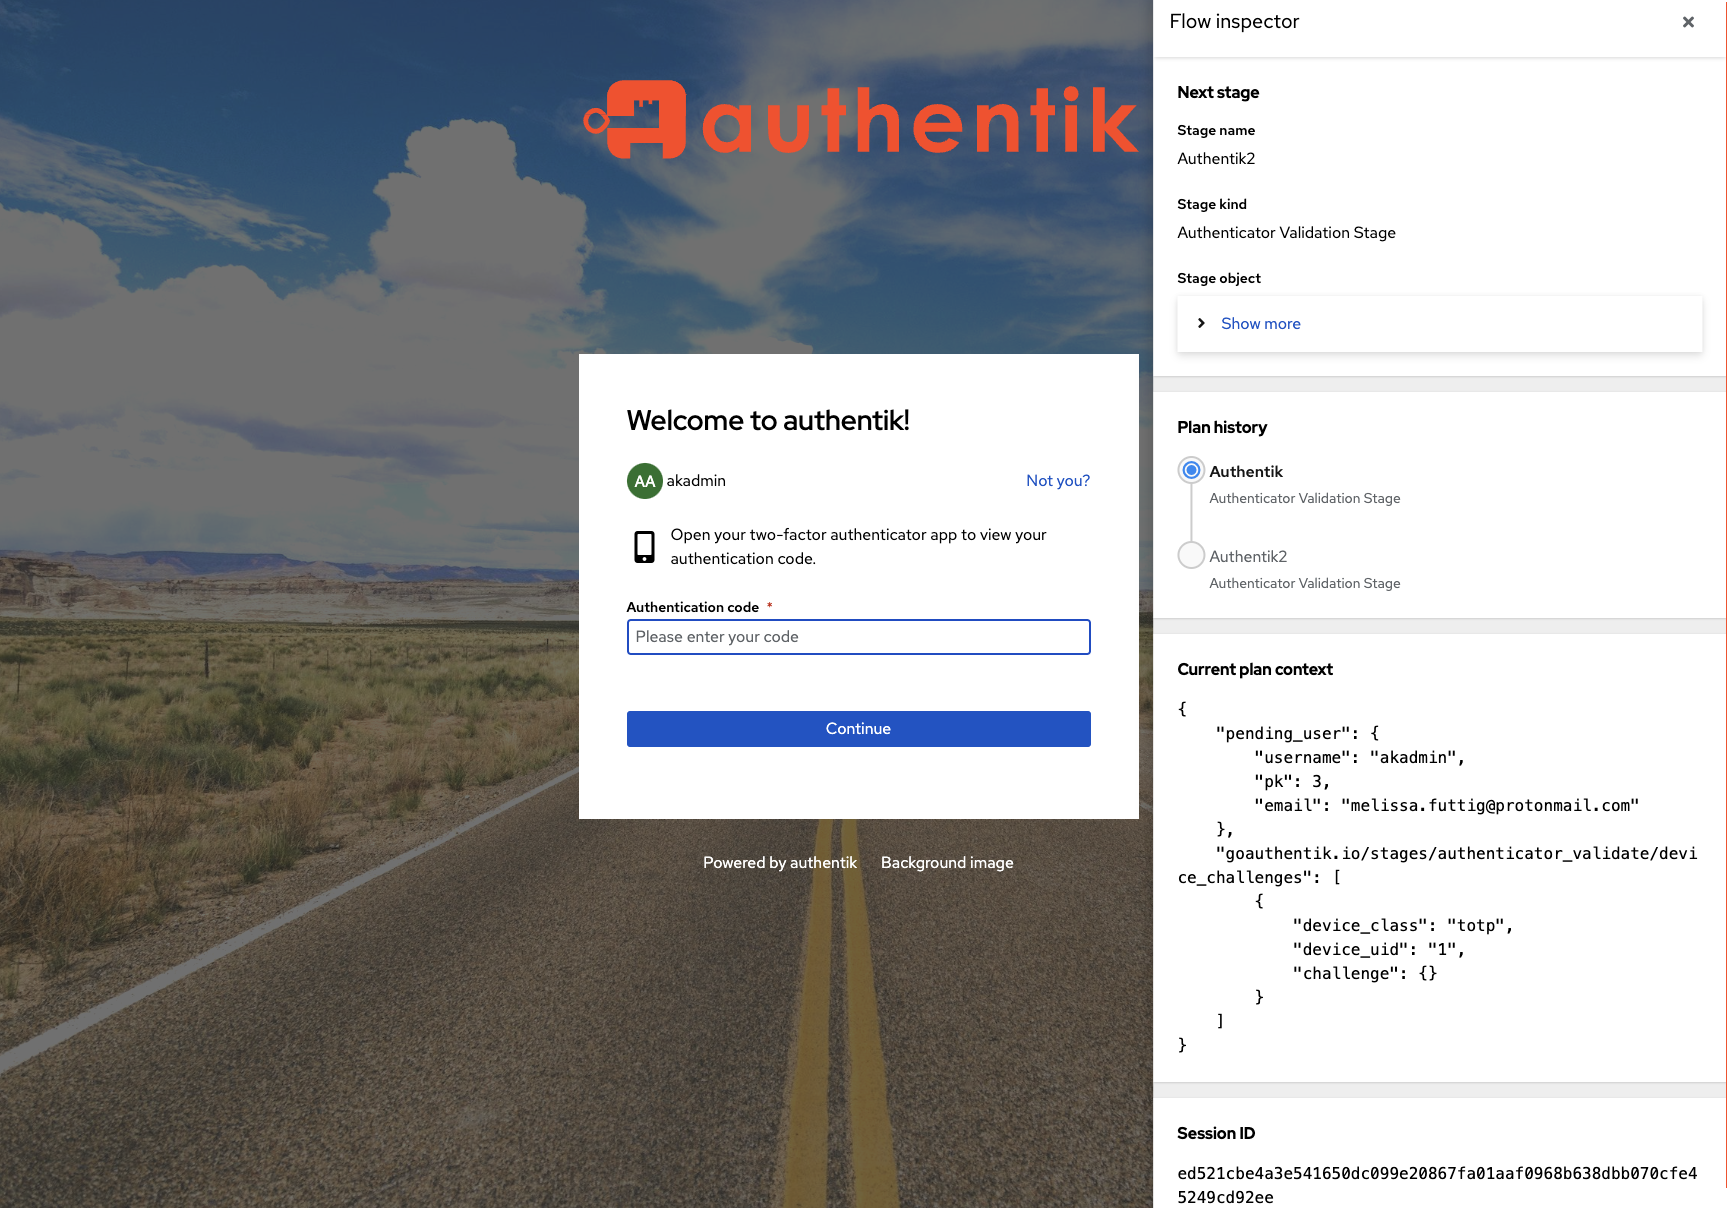 authentik
Welcome to authentik!
AA akadmin Not you?
Open your two-factor authenticator app to view your
authentication code.
Authentication code *
Please enter your code
Continue
Powered by authentik Background image
Flow inspector
Next stage
Stage name
Authentik2
Stage kind
Authenticator Validation Stage
Stage object
Show more
Plan history
Authentik
Authenticator Validation Stage
Authentik2
Authenticator Validation Stage
Current plan context
{
"pending_user": {
"username": "akadmin",
"pk": 3,
"email": "melissa.futtig@protonmail.com"
},
"goauthentik.io/stages/authenticator_validate/devi
ce_challenges": [
{
"device_class": "totp",
"device_uid": "1",
"challenge": {}
}
]
}
Session ID
ed521cbe4a3e541650dc099e20867fa01aaf0968b638dbb070cfe4
5249cd92ee